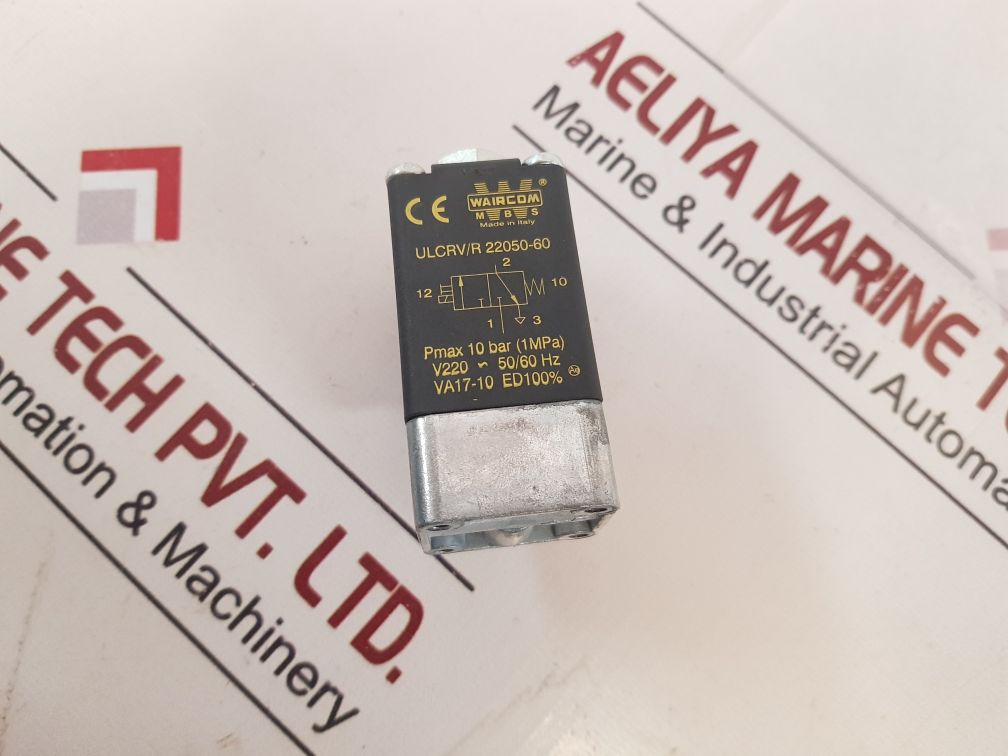 CE WAIRCOM ®
MBS
Made in Italy
ULCRV/R 22050-60
2
12 10
1 3
Pmax 10 bar (1MPa)
V220 ~ 50/60 Hz
VA17-10 ED100%
AELIYA MARINE
Marine & Industrial Automa
NE TECH PVT. LTD.
omation & Machinery